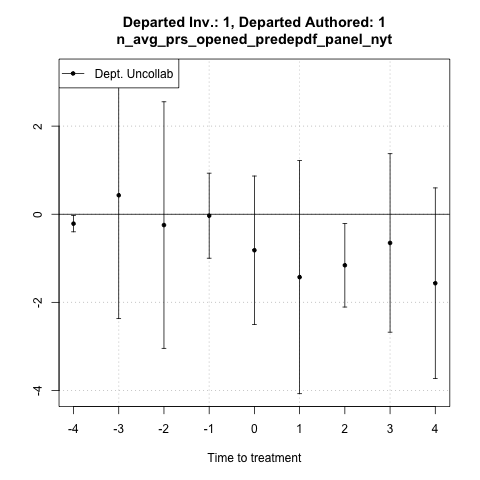 Departed Inv.: 1, Departed Authored: 1
n_avg_prs_opened_predepdf_panel_nyt
Dept. Uncollab
2
0
-2
-4
-4 -3 -2 -1 0 1 2 3 4
Time to treatment